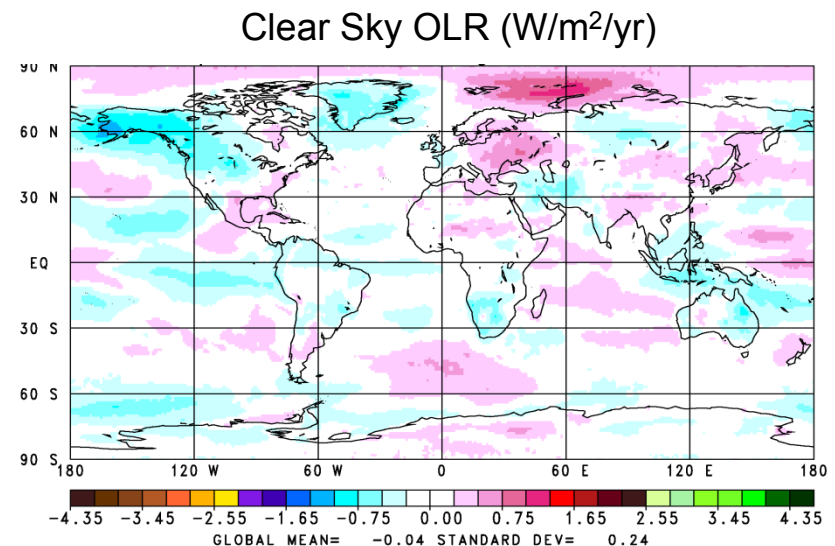 Clear Sky OLR (W/m²/yr)
90 N
60 N
30 N
EQ
30 S
60 S
90 S
180 120 W 60 W 0 60 E 120 E 180
-4.35 -3.45 -2.55 -1.65 -0.75 0.00 0.75 1.65 2.55 3.45 4.35
GLOBAL MEAN= -0.04 STANDARD DEV= 0.24